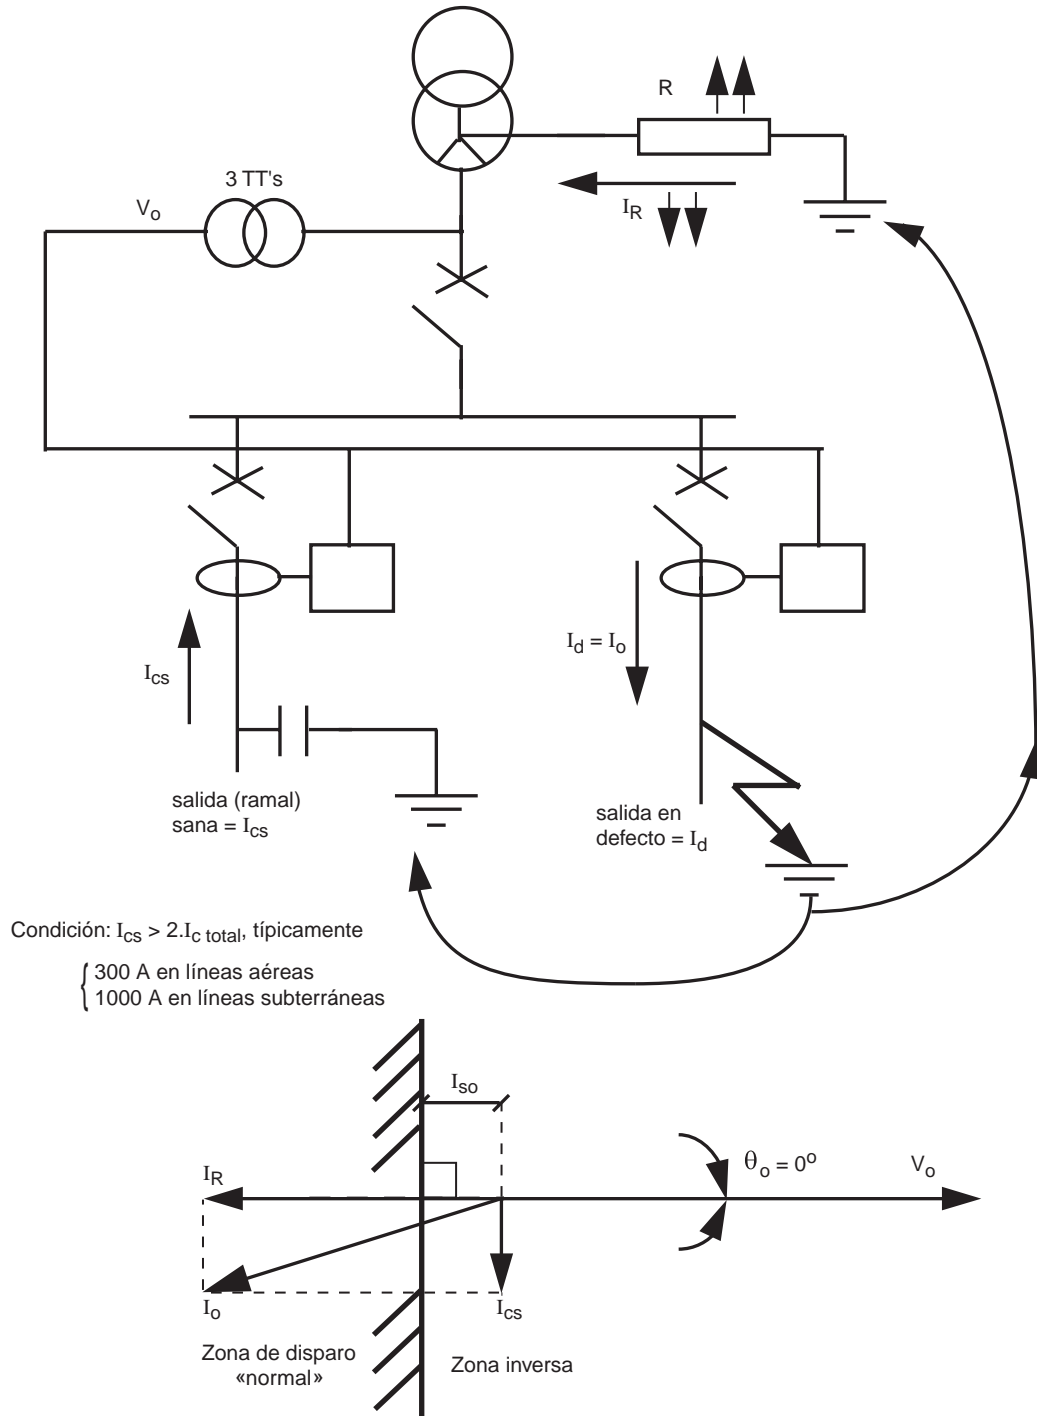 R
3 TT's
Vo
IR
Id = Io
Ics
salida (ramal)
sana = Ics
salida en
defecto = Id
Condición: Ics > 2.Ic total, típicamente
{ 300 A en líneas aéreas
1000 A en líneas subterráneas
Iso
IR
θo = 0º
Vo
Io
Ics
Zona de disparo
«normal»
Zona inversa